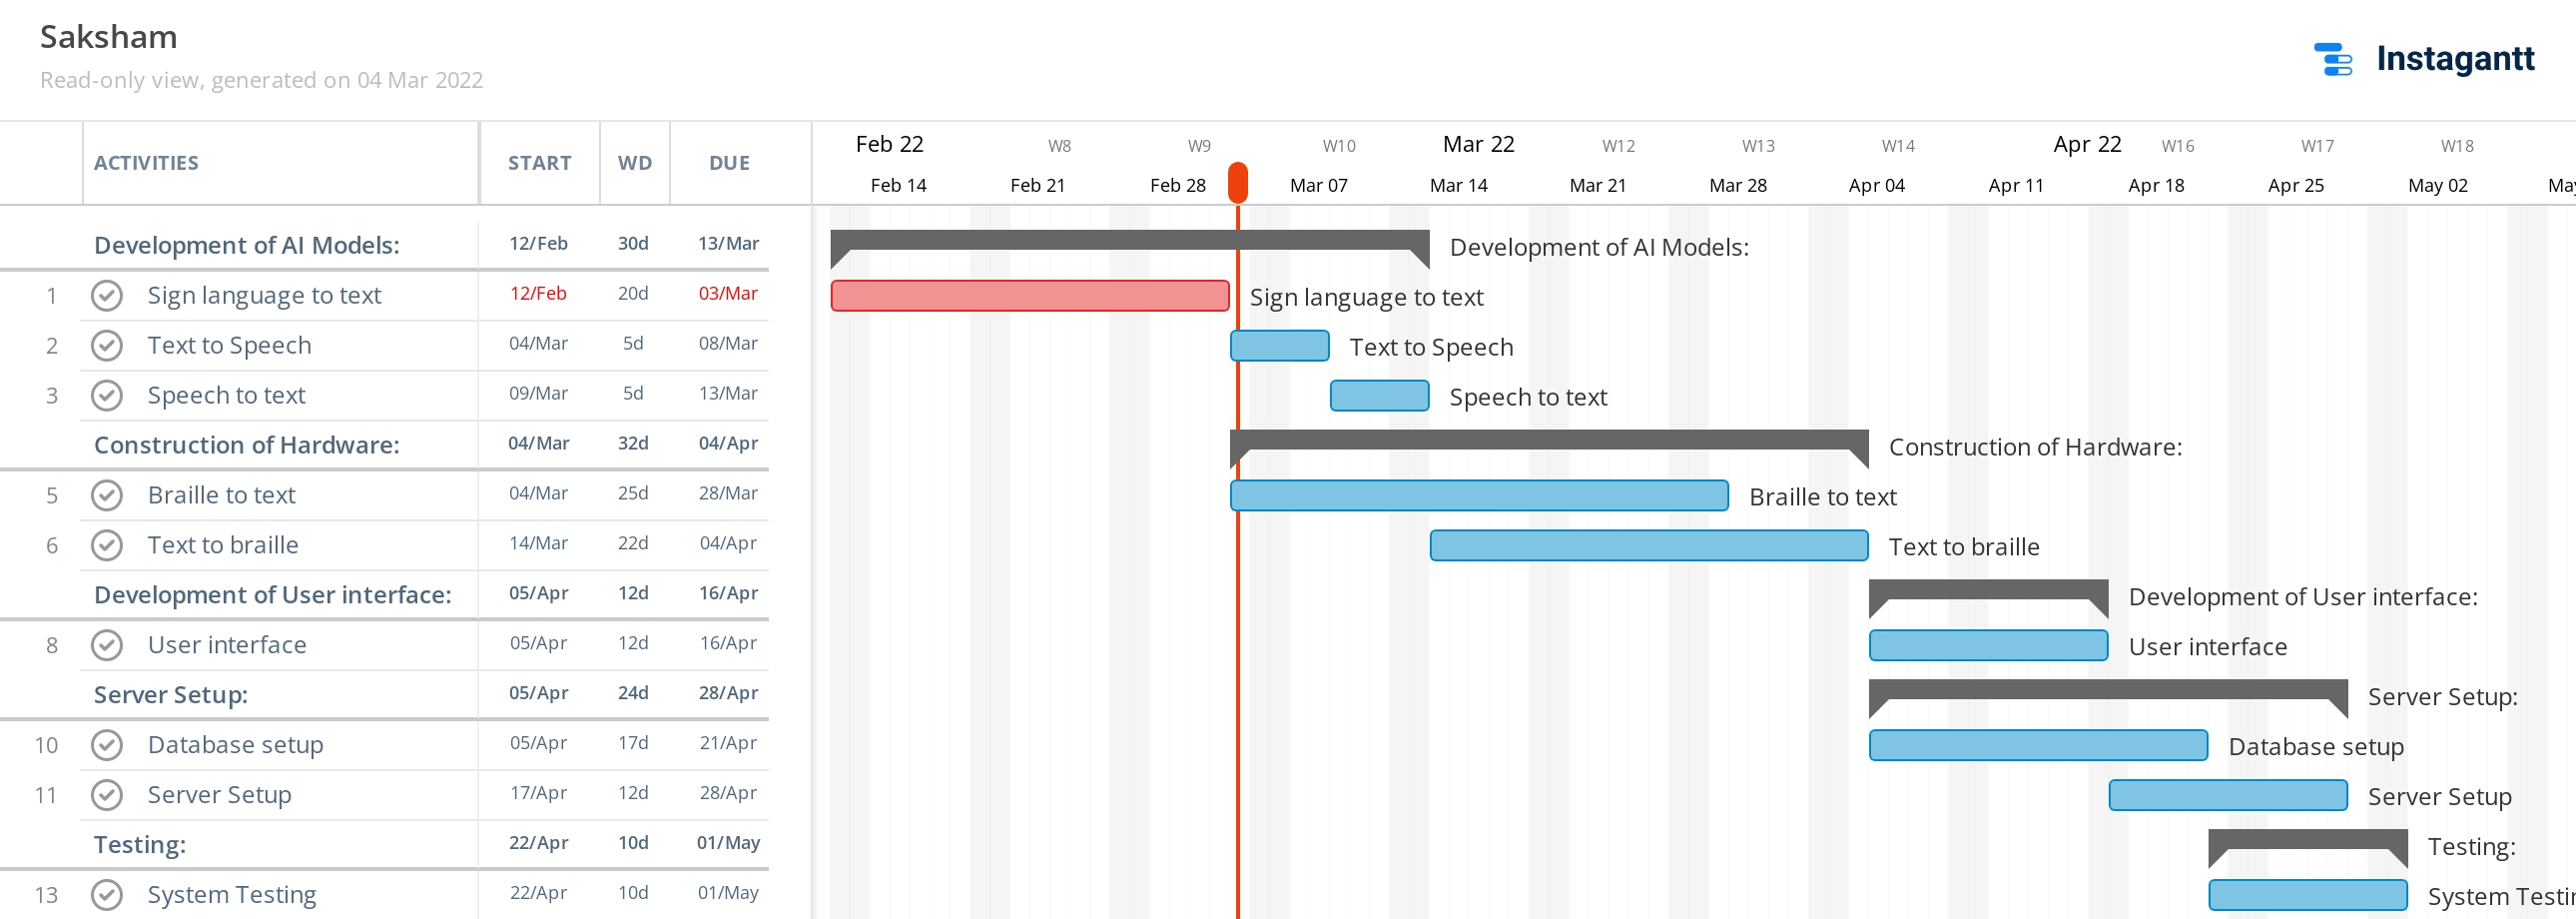 Saksham
Read-only view, generated on 04 Mar 2022
Instagantt
ACTIVITIES START WD DUE
Feb 22 W8 W9 W10 Mar 22 W12 W13 W14 Apr 22 W16 W17 W18
Feb 14 Feb 21 Feb 28 Mar 07 Mar 14 Mar 21 Mar 28 Apr 04 Apr 11 Apr 18 Apr 25 May 02
Development of AI Models: 12/Feb 30d 13/Mar Development of AI Models:
1 Sign language to text 12/Feb 20d 03/Mar Sign language to text
2 Text to Speech 04/Mar 5d 08/Mar Text to Speech
3 Speech to text 09/Mar 5d 13/Mar Speech to text
Construction of Hardware: 04/Mar 32d 04/Apr Construction of Hardware:
5 Braille to text 04/Mar 25d 28/Mar Braille to text
6 Text to braille 14/Mar 22d 04/Apr Text to braille
Development of User interface: 05/Apr 12d 16/Apr Development of User interface:
8 User interface 05/Apr 12d 16/Apr User interface
Server Setup: 05/Apr 24d 28/Apr Server Setup:
10 Database setup 05/Apr 17d 21/Apr Database setup
11 Server Setup 17/Apr 12d 28/Apr Server Setup
Testing: 22/Apr 10d 01/May Testing:
13 System Testing 22/Apr 10d 01/May System